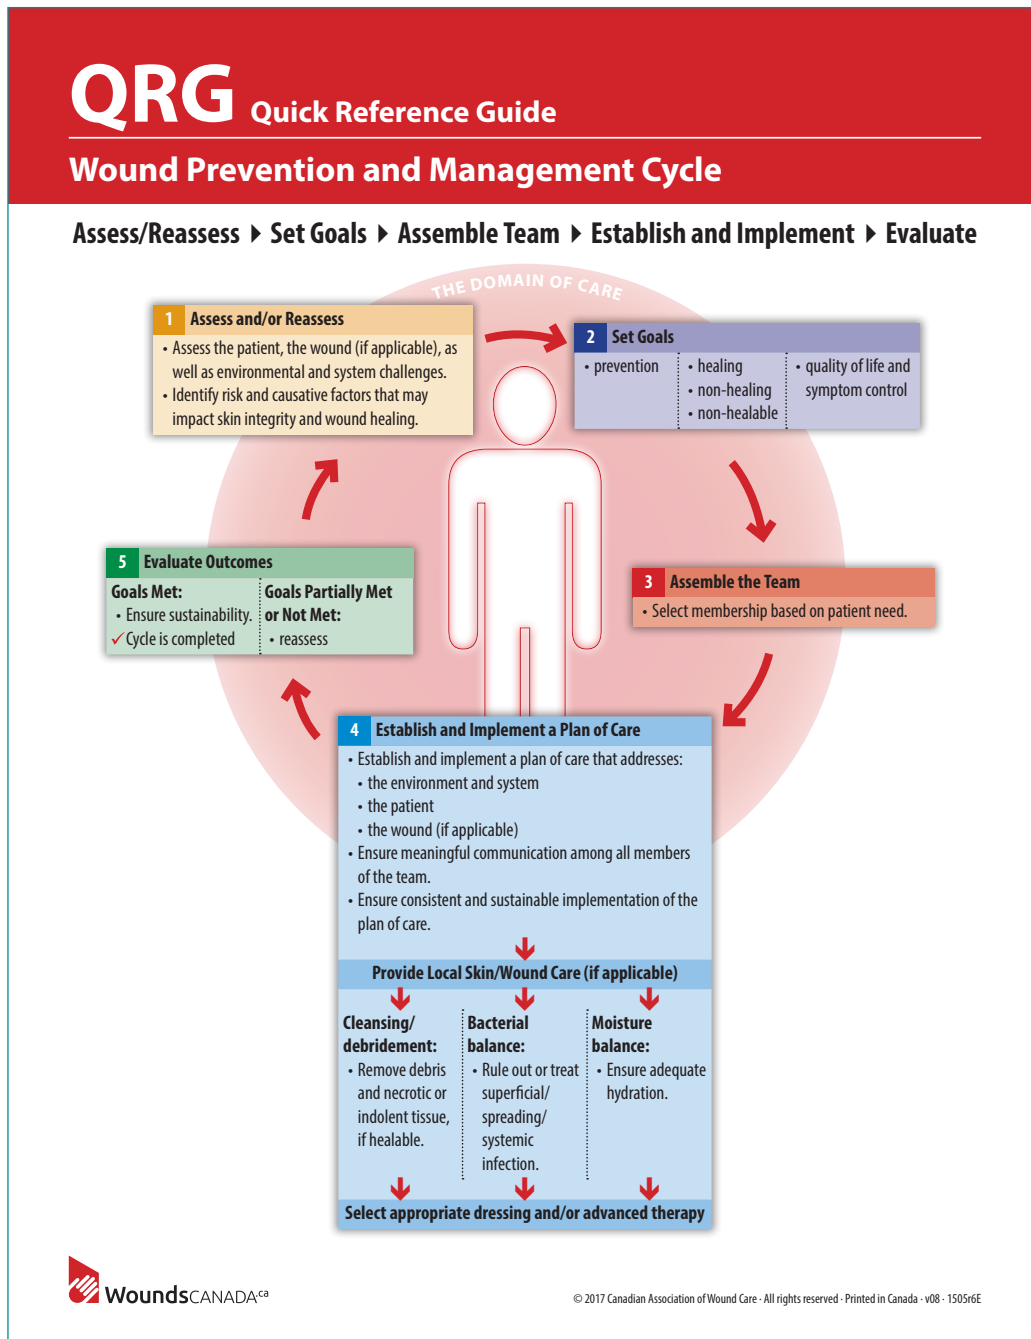 QRG Quick Reference Guide
Wound Prevention and Management Cycle
Assess/Reassess ▸ Set Goals ▸ Assemble Team ▸ Establish and Implement ▸ Evaluate
THE DOMAIN OF CARE
1 Assess and/or Reassess
• Assess the patient, the wound (if applicable), as
well as environmental and system challenges.
• Identify risk and causative factors that may
impact skin integrity and wound healing.
2 Set Goals
• prevention
• healing
• non-healing
• non-healable
• quality of life and
symptom control
3 Assemble the Team
• Select membership based on patient need.
4 Establish and Implement a Plan of Care
• Establish and implement a plan of care that addresses:
• the environment and system
• the patient
• the wound (if applicable)
• Ensure meaningful communication among all members
of the team.
• Ensure consistent and sustainable implementation of the
plan of care.
Provide Local Skin/Wound Care (if applicable)
Cleansing/
debridement:
• Remove debris
and necrotic or
indolent tissue,
if healable.
Bacterial
balance:
• Rule out or treat
superficial/
spreading/
systemic
infection.
Moisture
balance:
• Ensure adequate
hydration.
Select appropriate dressing and/or advanced therapy
5 Evaluate Outcomes
Goals Met:
• Ensure sustainability.
✓ Cycle is completed
Goals Partially Met
or Not Met:
• reassess
WoundsCANADA.ca
© 2017 Canadian Association of Wound Care · All rights reserved · Printed in Canada · v08 · 1505r6E